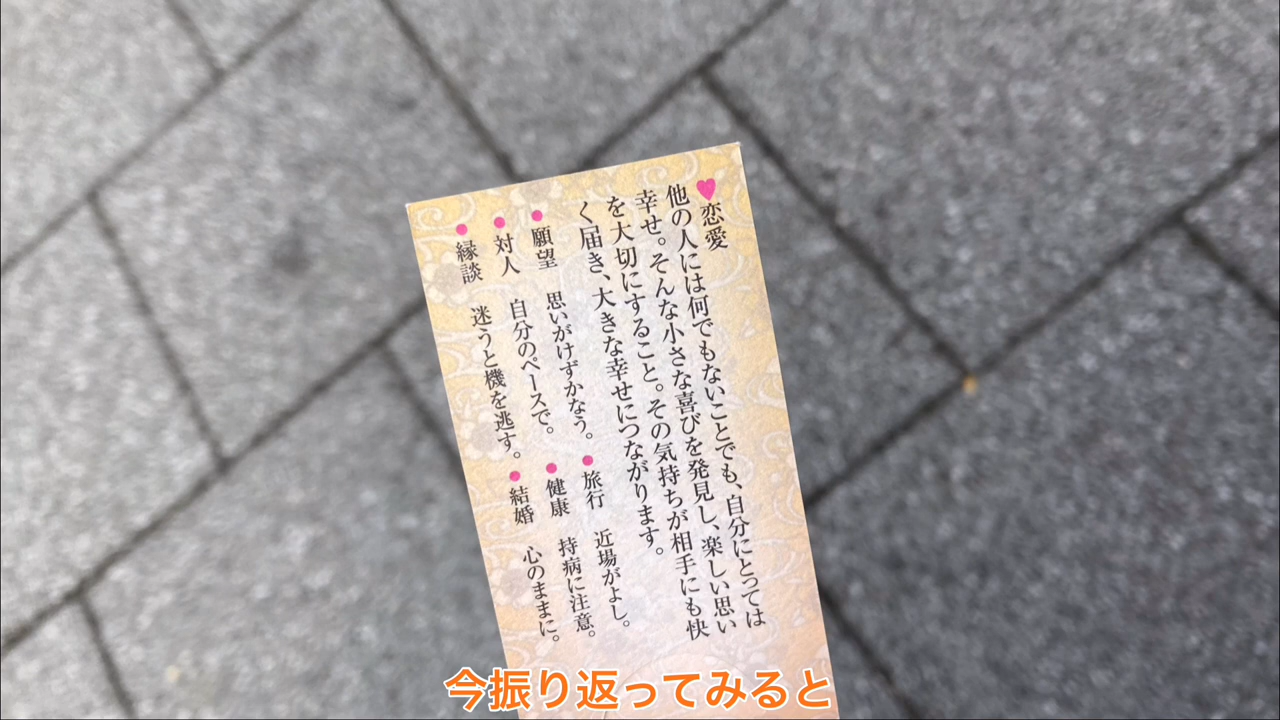 恋愛
他の人には何でもないことでも、自分にとっては
幸せ。そんな小さな喜びを発見し、楽しい思い
を大切にすること。その気持ちが相手にも快
く届き、大きな幸せにつながります。
願望 思いがけずかなう。
対人 自分のペースで。
縁談 迷うと機を逃す。
旅行 近場がよし。
健康 持病に注意。
結婚 心のままに。
今振り返ってみると